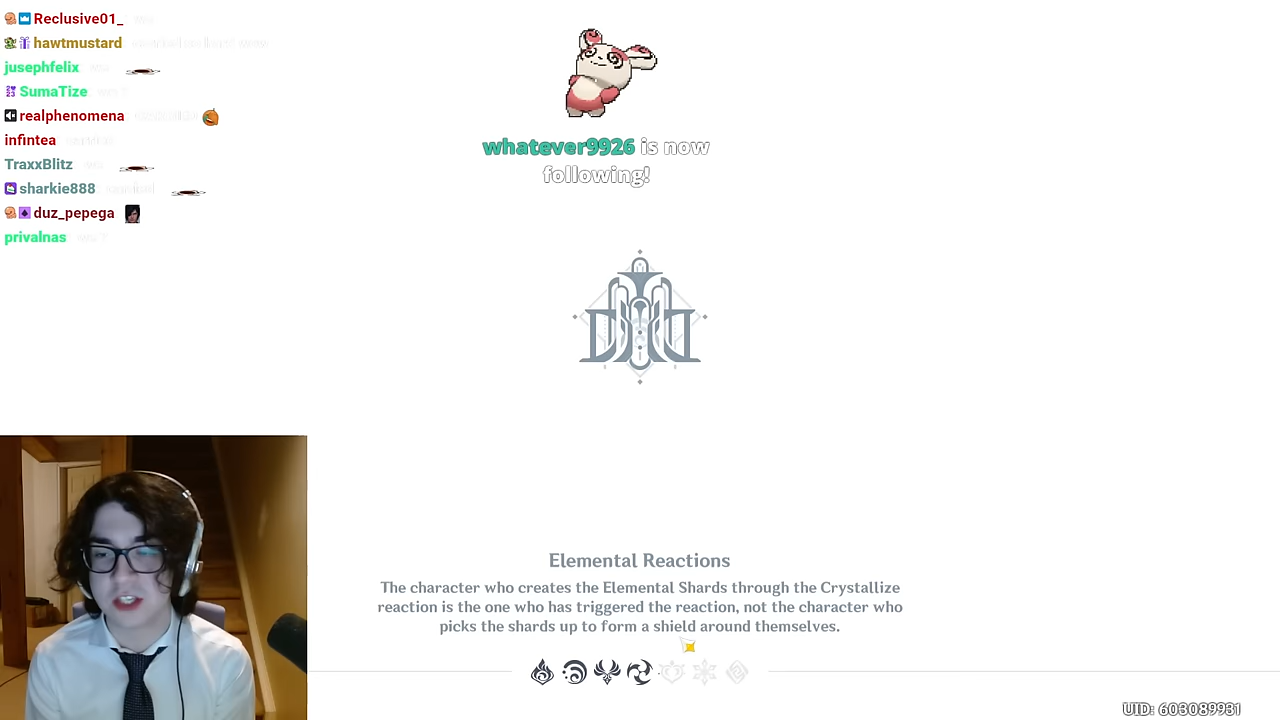 Reclusive01_
hawtmustard
jusephfelix
SumaTize
realphenomena
infintea
TraxxBlitz
sharkie888
duz_pepega
privalnas
whatever9926 is now
following!
Elemental Reactions
The character who creates the Elemental Shards through the Crystallize
reaction is the one who has triggered the reaction, not the character who
picks the shards up to form a shield around themselves.
UID: 603089931